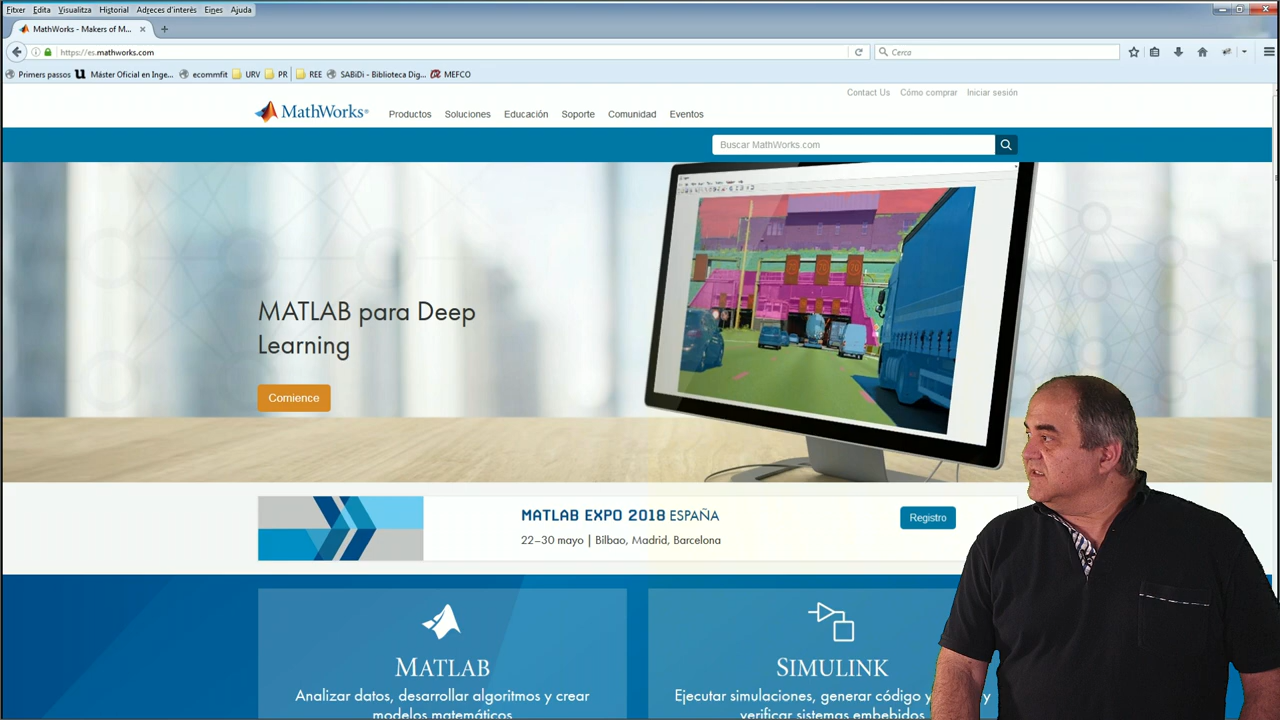 Fitxer Edita Visualitza Historial Adreces d'interès Eines Ajuda
MathWorks - Makers of M...
https://es.mathworks.com
Cerca
Primers passos Máster Oficial en Inge... ecommfit URV PR REE SABiDi - Biblioteca Dig... MEFCO
Contact Us Cómo comprar Iniciar sesión
MathWorks®
Productos Soluciones Educación Soporte Comunidad Eventos
Buscar MathWorks.com
MATLAB para Deep
Learning
Comience
MATLAB EXPO 2018 ESPAÑA
22–30 mayo | Bilbao, Madrid, Barcelona
Registro
MATLAB
Analizar datos, desarrollar algoritmos y crear
modelos matemáticos
SIMULINK
Ejecutar simulaciones, generar código y
verificar sistemas embebidos